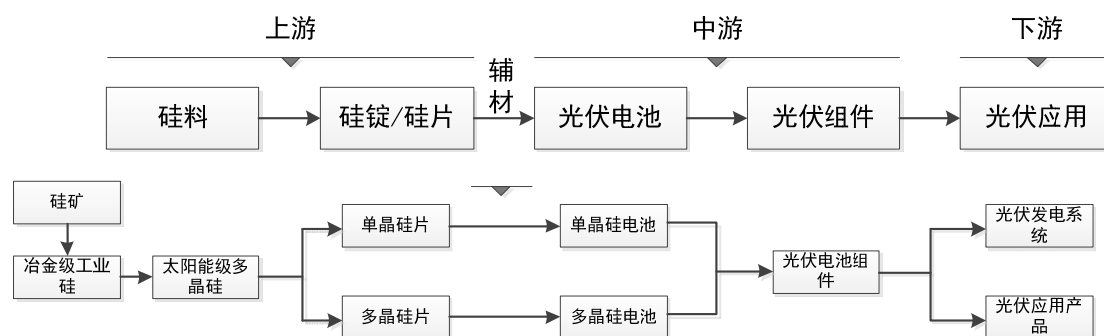 上游
中游
下游
辅
材
硅料
硅锭/硅片
光伏电池
光伏组件
光伏应用
硅矿
冶金级工业
硅
太阳能级多
晶硅
单晶硅片
单晶硅电池
多晶硅片
多晶硅电池
光伏电池组
件
光伏发电系
统
光伏应用产
品